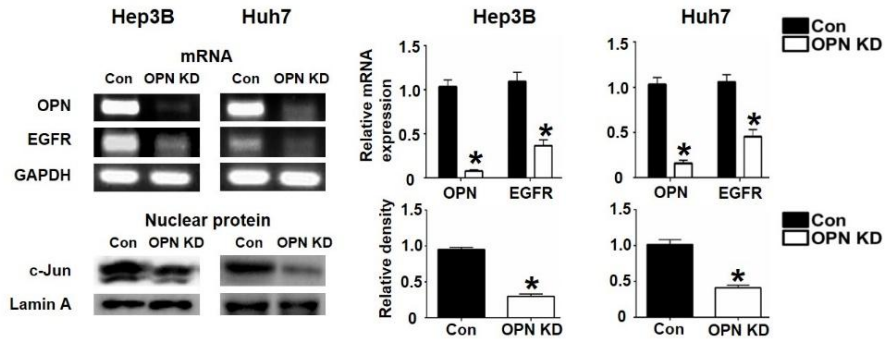 Hep3B Huh7
mRNA
Con OPN KD Con OPN KD
OPN
EGFR
GAPDH
Nuclear protein
Con OPN KD Con OPN KD
c-Jun
Lamin A
Hep3B Huh7
Con
OPN KD
Relative mRNA
expression
1.5
1.0
0.5
0
* *
OPN EGFR
1.5
1.0
0.5
0
* *
OPN EGFR
Con
OPN KD
Relative density
1.5
1.0
0.5
0
*
Con OPN KD
1.5
1.0
0.5
0
*
Con OPN KD